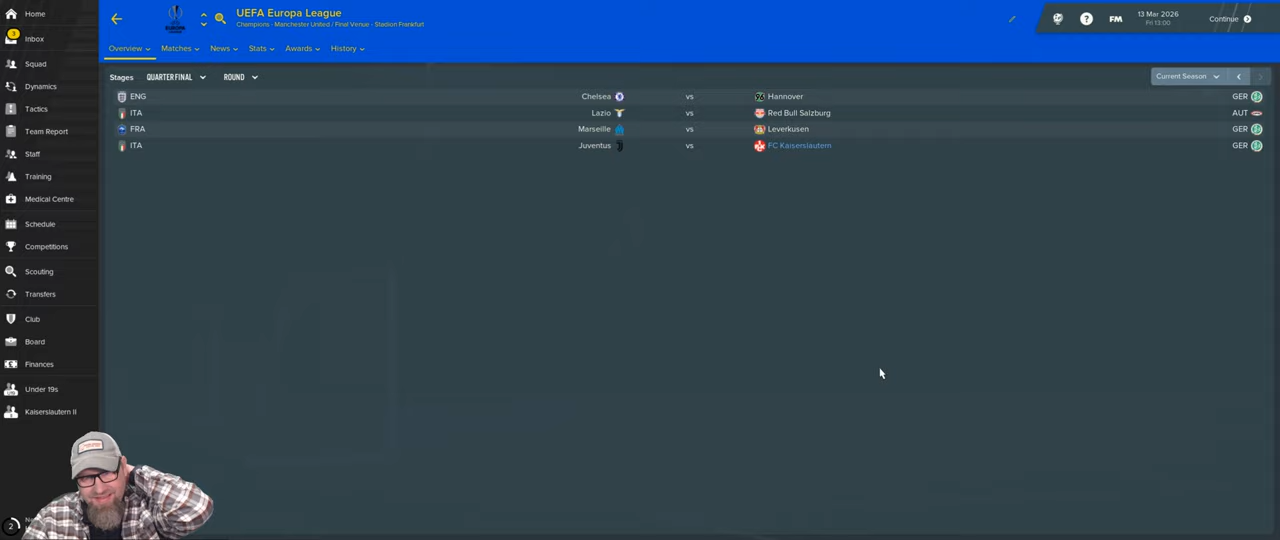 Home
UEFA Europa League
Champions - Manchester United / Final Venue - Stadion Frankfurt
FM
13 Mar 2026
Fri 13:00
Continue
3
Inbox
Overview
Matches
News
Stats
Awards
History
Squad
Stages
QUARTER FINAL
ROUND
Current Season
Dynamics
ENG Chelsea vs Hannover GER
Tactics
ITA Lazio vs Red Bull Salzburg AUT
Team Report
FRA Marseille vs Leverkusen GER
Staff
ITA Juventus vs FC Kaiserslautern GER
Training
Medical Centre
Schedule
Competitions
Scouting
Transfers
Club
Board
Finances
Under 19s
Kaiserslautern II
2